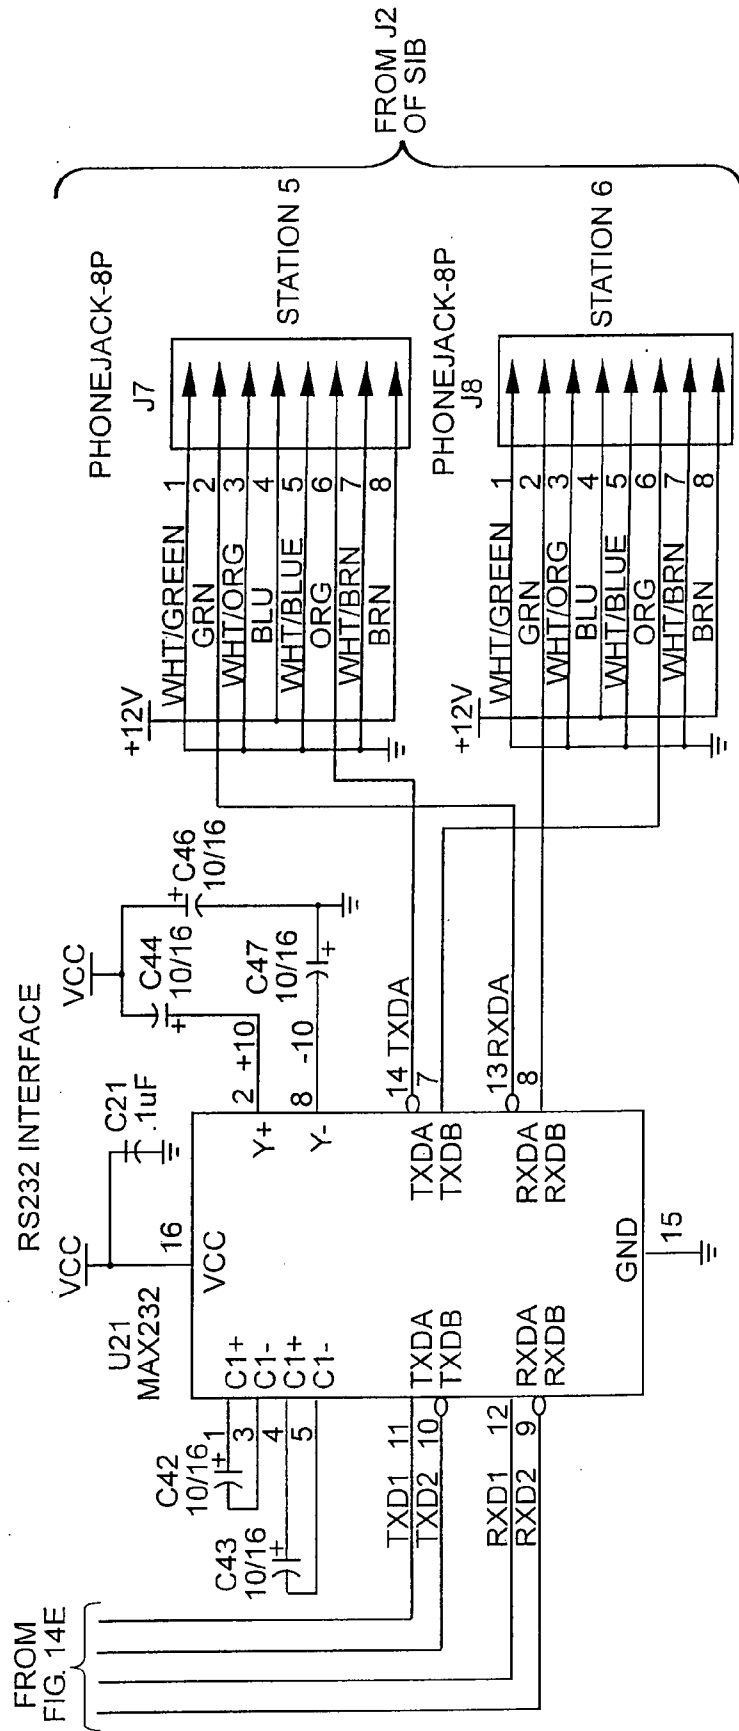 FROM
FIG. 14E
RS232 INTERFACE
VCC
C21
.1uF
VCC
C44
10/16
C46
10/16
C47
10/16
U21
MAX232
16
VCC
C42
10/16
C43
10/16
1
3
4
5
C1+
C1-
C1+
C1-
Y+
Y-
2
+10
8
-10
TXD1
11
TXD2
10
RXD1
12
RXD2
9
TXDA
TXDB
RXDA
RXDB
TXDA
TXDB
RXDA
RXDB
14
TXDA
7
13
RXDA
8
GND
15
PHONEJACK-8P
J7
+12V
WHT/GREEN 1
GRN 2
WHT/ORG 3
BLU 4
WHT/BLUE 5
ORG 6
WHT/BRN 7
BRN 8
STATION 5
PHONEJACK-8P
J8
+12V
WHT/GREEN 1
GRN 2
WHT/ORG 3
BLU 4
WHT/BLUE 5
ORG 6
WHT/BRN 7
BRN 8
STATION 6
FROM J2
OF SIB